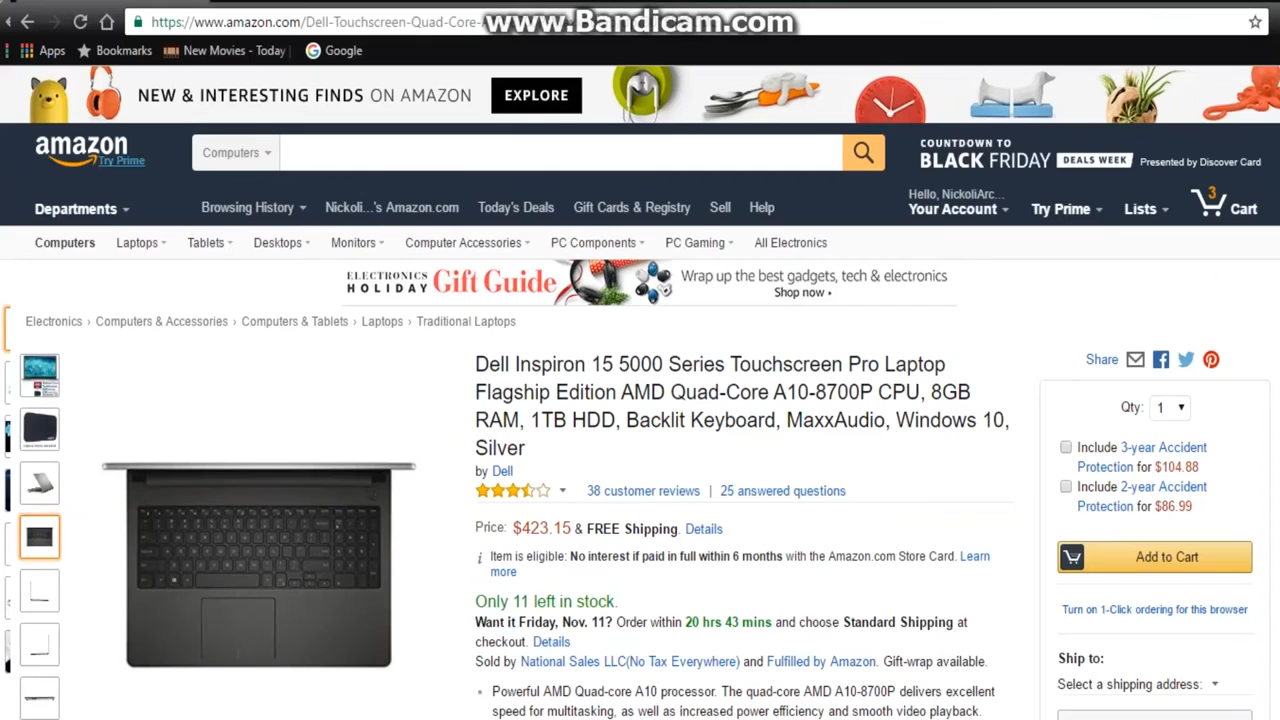 www.Bandicam.com
https://www.amazon.com/Dell-Touchscreen-Quad-Core-
Apps Bookmarks New Movies - Today Google
NEW & INTERESTING FINDS ON AMAZON EXPLORE
amazon
Try Prime
Computers
COUNTDOWN TO
BLACK FRIDAY DEALS WEEK Presented by Discover Card
Hello, NickoliArc...
Departments Browsing History Nickoli...'s Amazon.com Today's Deals Gift Cards & Registry Sell Help Your Account Try Prime Lists 3 Cart
Computers Laptops Tablets Desktops Monitors Computer Accessories PC Components PC Gaming All Electronics
ELECTRONICS
HOLIDAY Gift Guide Wrap up the best gadgets, tech & electronics
Shop now ›
Electronics › Computers & Accessories › Computers & Tablets › Laptops › Traditional Laptops
Dell Inspiron 15 5000 Series Touchscreen Pro Laptop
Flagship Edition AMD Quad-Core A10-8700P CPU, 8GB
RAM, 1TB HDD, Backlit Keyboard, MaxxAudio, Windows 10,
Silver
by Dell
38 customer reviews | 25 answered questions
Price: $423.15 & FREE Shipping. Details
Item is eligible: No interest if paid in full within 6 months with the Amazon.com Store Card. Learn
more
Only 11 left in stock.
Want it Friday, Nov. 11? Order within 20 hrs 43 mins and choose Standard Shipping at
checkout. Details
Sold by National Sales LLC(No Tax Everywhere) and Fulfilled by Amazon. Gift-wrap available.
Powerful AMD Quad-core A10 processor. The quad-core AMD A10-8700P delivers excellent
speed for multitasking, as well as increased power efficiency and smooth video playback.
Share
Qty: 1
Include 3-year Accident
Protection for $104.88
Include 2-year Accident
Protection for $86.99
Add to Cart
Turn on 1-Click ordering for this browser
Ship to:
Select a shipping address: